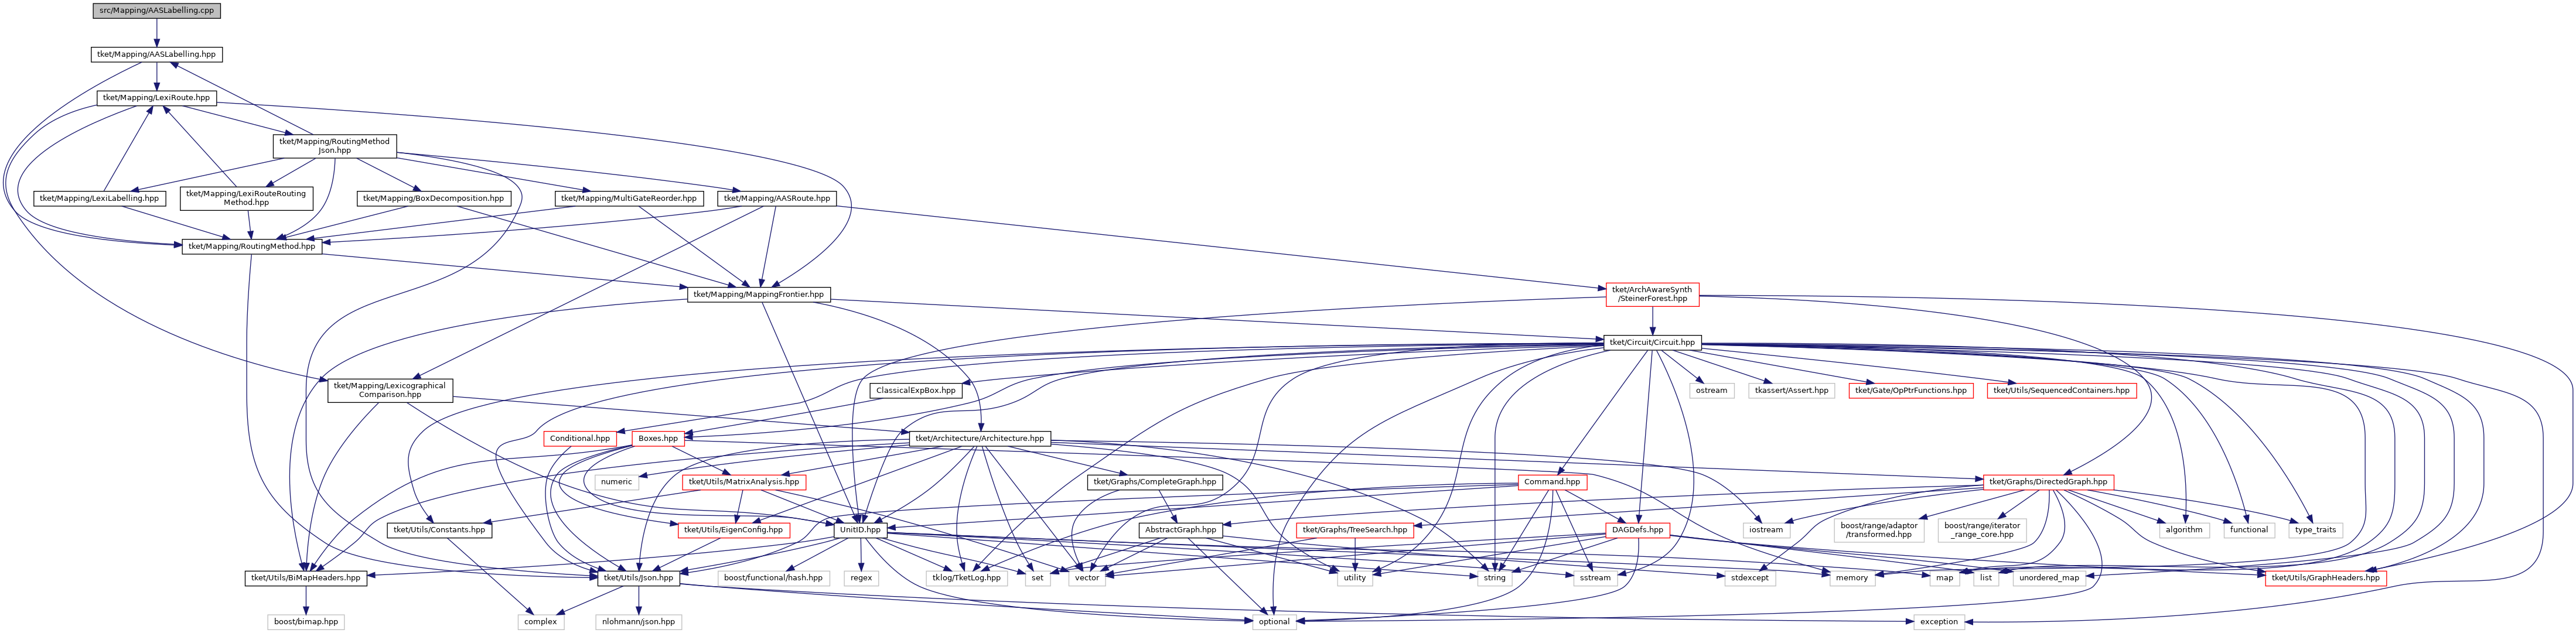 src/Mapping/AASLabelling.cpp
tket/Mapping/AASLabelling.hpp
tket/Mapping/LexiRoute.hpp
tket/Mapping/RoutingMethod
Json.hpp
tket/Mapping/LexiLabelling.hpp
tket/Mapping/LexiRouteRouting
Method.hpp
tket/Mapping/BoxDecomposition.hpp
tket/Mapping/MultiGateReorder.hpp
tket/Mapping/AASRoute.hpp
tket/Mapping/RoutingMethod.hpp
tket/Mapping/MappingFrontier.hpp
tket/ArchAwareSynth
/SteinerForest.hpp
tket/Circuit/Circuit.hpp
tket/Mapping/Lexicographical
Comparison.hpp
ClassicalExpBox.hpp
ostream
tkassert/Assert.hpp
tket/Gate/OpPtrFunctions.hpp
tket/Utils/SequencedContainers.hpp
Conditional.hpp
Boxes.hpp
tket/Architecture/Architecture.hpp
numeric
tket/Utils/MatrixAnalysis.hpp
tket/Graphs/CompleteGraph.hpp
Command.hpp
tket/Graphs/DirectedGraph.hpp
tket/Utils/Constants.hpp
tket/Utils/EigenConfig.hpp
UnitID.hpp
AbstractGraph.hpp
tket/Graphs/TreeSearch.hpp
DAGDefs.hpp
iostream
boost/range/adaptor
/transformed.hpp
boost/range/iterator
_range_core.hpp
algorithm
functional
type_traits
tket/Utils/BiMapHeaders.hpp
tket/Utils/Json.hpp
boost/functional/hash.hpp
regex
tklog/TketLog.hpp
set
vector
utility
string
sstream
stdexcept
memory
map
list
unordered_map
tket/Utils/GraphHeaders.hpp
boost/bimap.hpp
complex
nlohmann/json.hpp
optional
exception